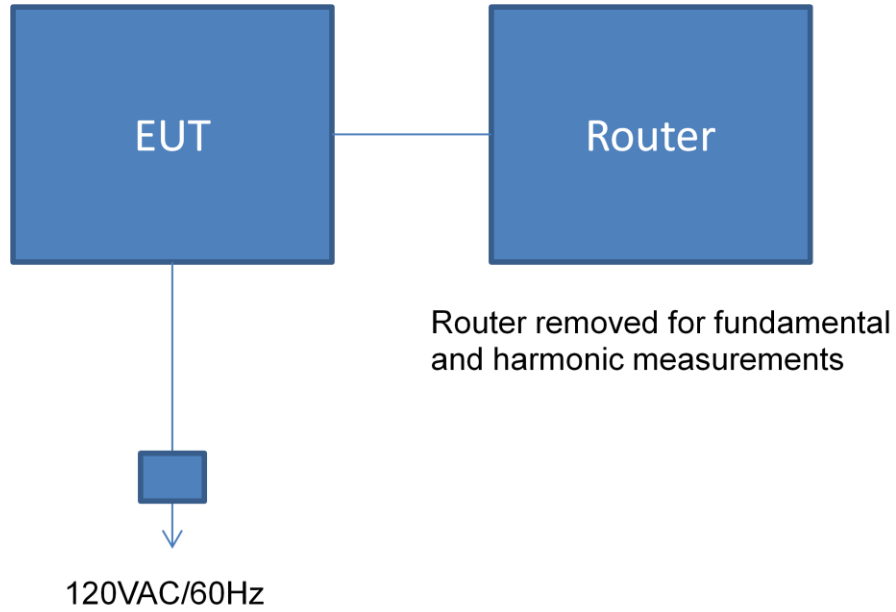 EUT
Router
Router removed for fundamental
and harmonic measurements
120VAC/60Hz